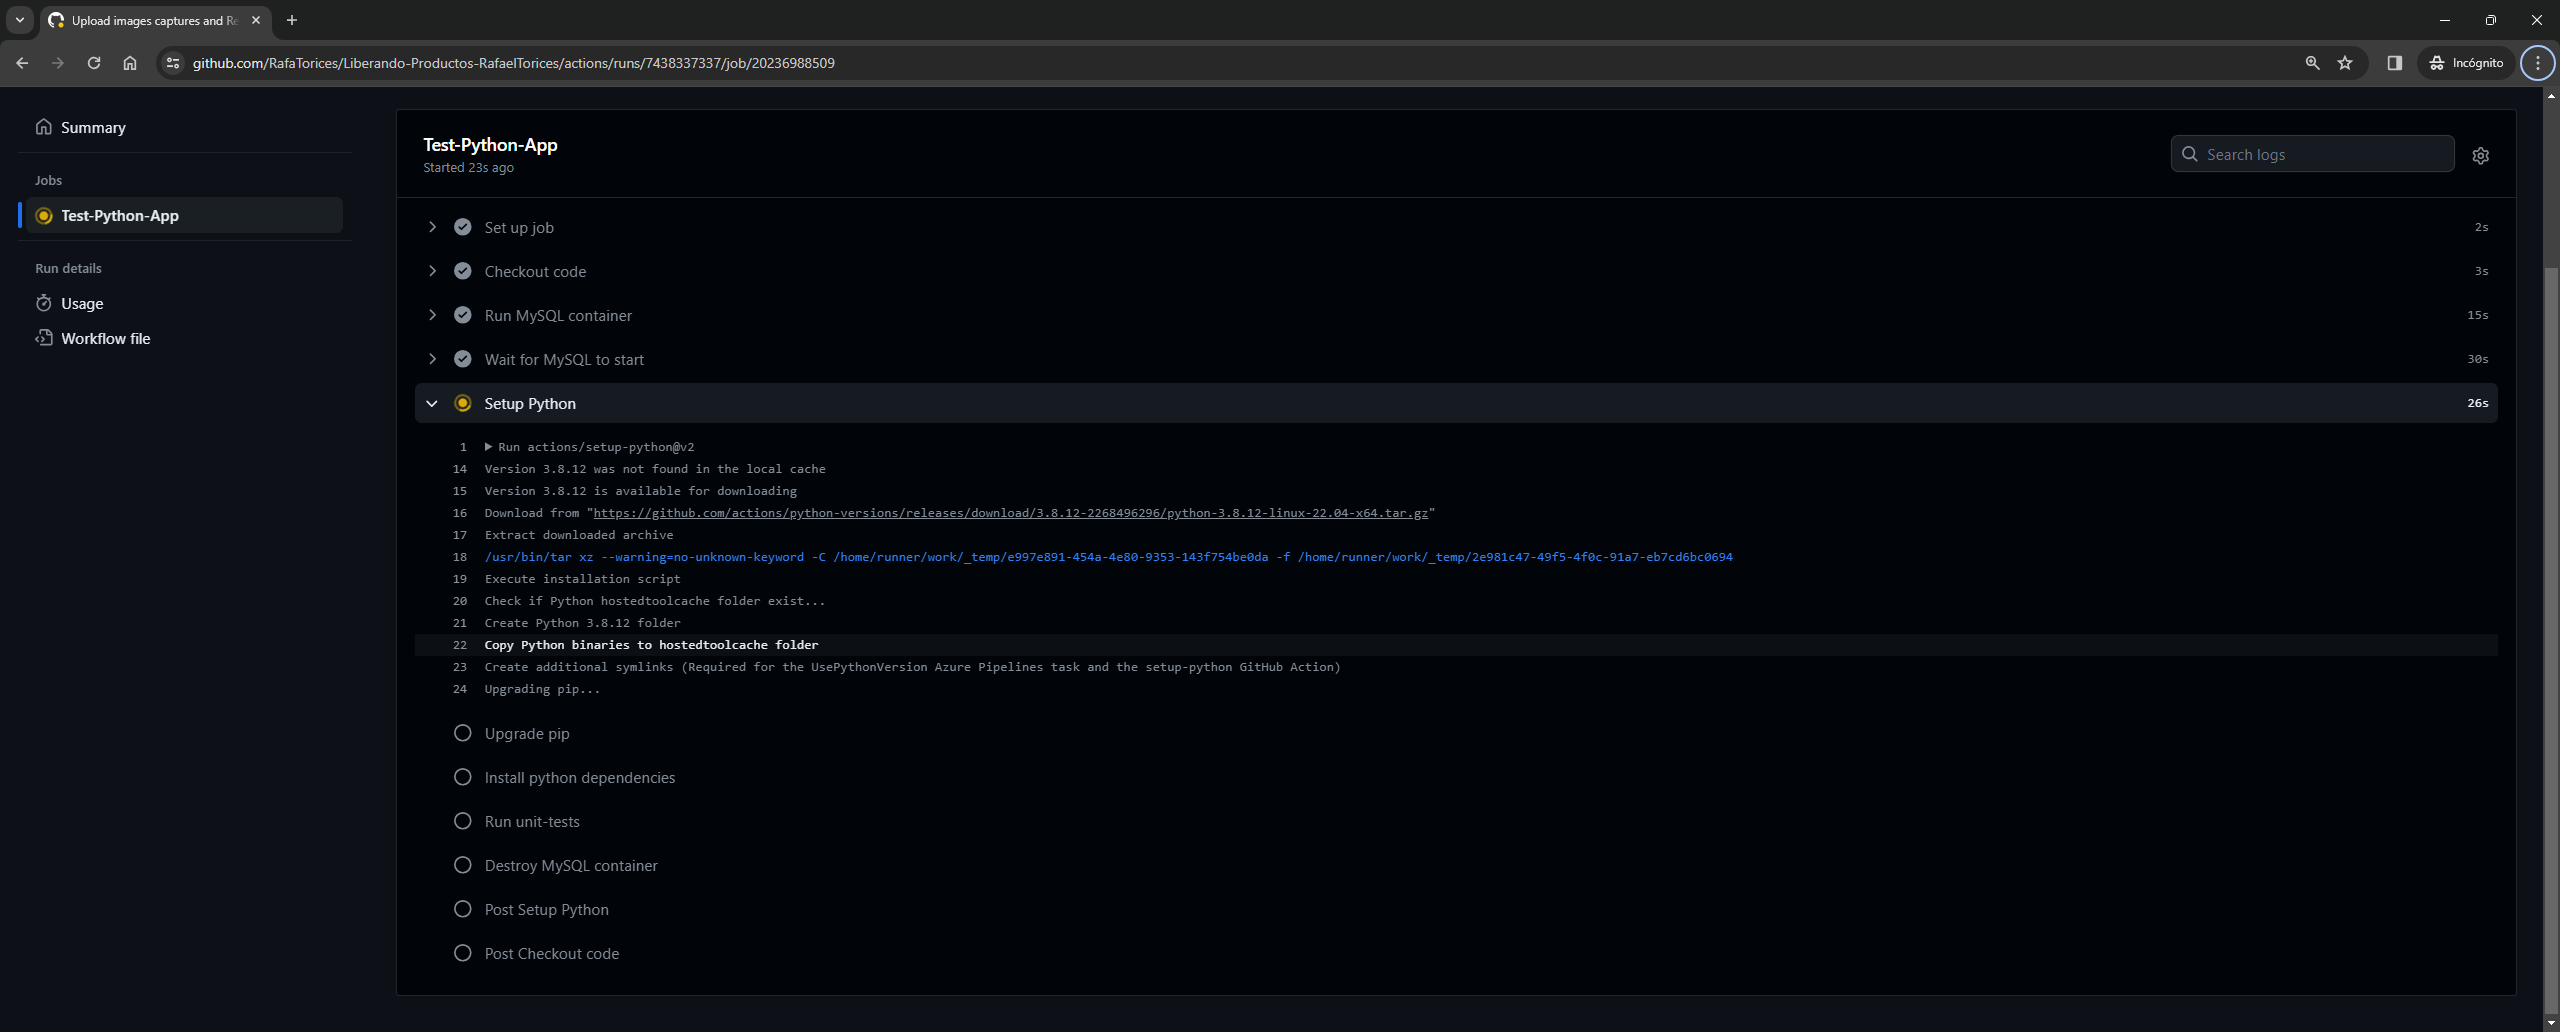 Upload images captures and Re
github.com/RafaTorices/Liberando-Productos-RafaelTorices/actions/runs/7438337337/job/20236988509
Incógnito
Summary
Jobs
Test-Python-App
Run details
Usage
Workflow file
Test-Python-App
Started 23s ago
Search logs
Set up job 2s
Checkout code 3s
Run MySQL container 15s
Wait for MySQL to start 30s
Setup Python 26s
1 Run actions/setup-python@v2
14 Version 3.8.12 was not found in the local cache
15 Version 3.8.12 is available for downloading
16 Download from "https://github.com/actions/python-versions/releases/download/3.8.12-2268496296/python-3.8.12-linux-22.04-x64.tar.gz"
17 Extract downloaded archive
18 /usr/bin/tar xz --warning=no-unknown-keyword -C /home/runner/work/_temp/e997e891-454a-4e80-9353-143f754be0da -f /home/runner/work/_temp/2e981c47-49f5-4f0c-91a7-eb7cd6bc0694
19 Execute installation script
20 Check if Python hostedtoolcache folder exist...
21 Create Python 3.8.12 folder
22 Copy Python binaries to hostedtoolcache folder
23 Create additional symlinks (Required for the UsePythonVersion Azure Pipelines task and the setup-python GitHub Action)
24 Upgrading pip...
Upgrade pip
Install python dependencies
Run unit-tests
Destroy MySQL container
Post Setup Python
Post Checkout code